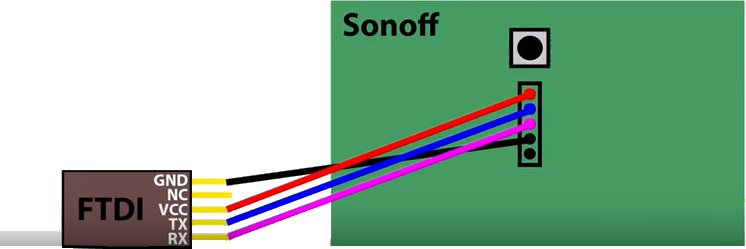 Sonoff
FTDI
GND
NC
VCC
TX
RX